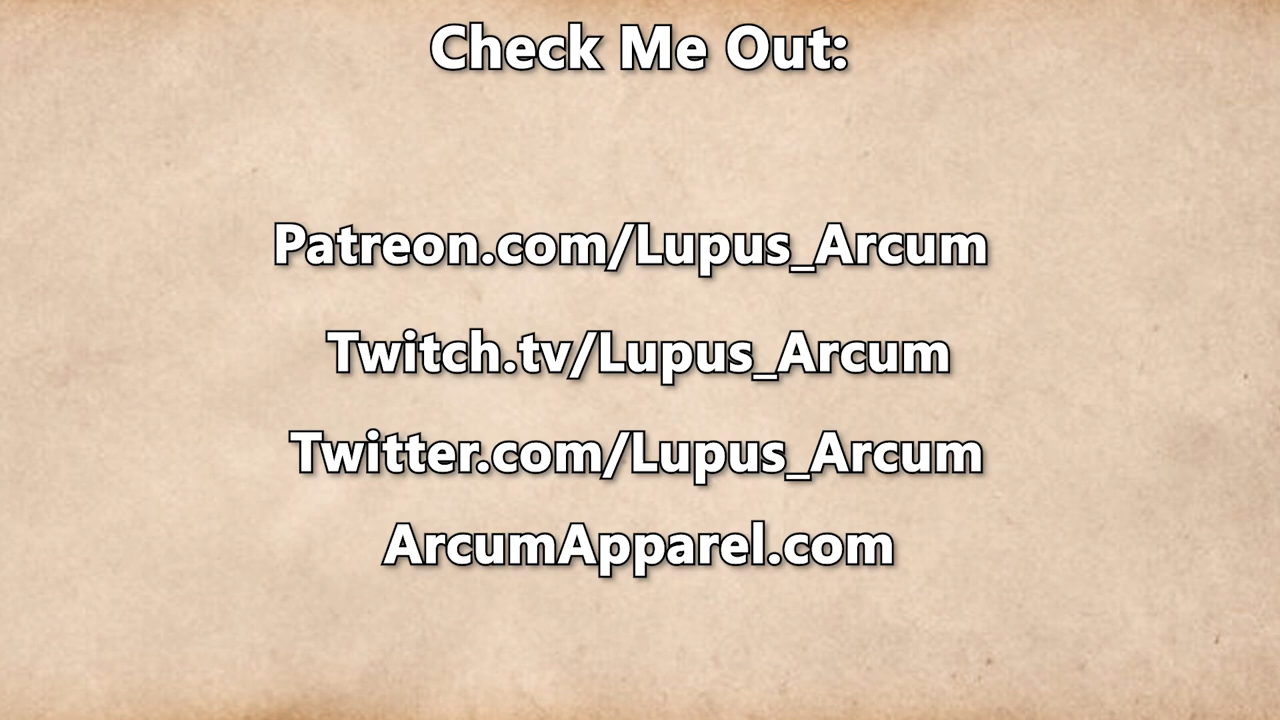 Check Me Out:
Patreon.com/Lupus_Arcum
Twitch.tv/Lupus_Arcum
Twitter.com/Lupus_Arcum
ArcumApparel.com